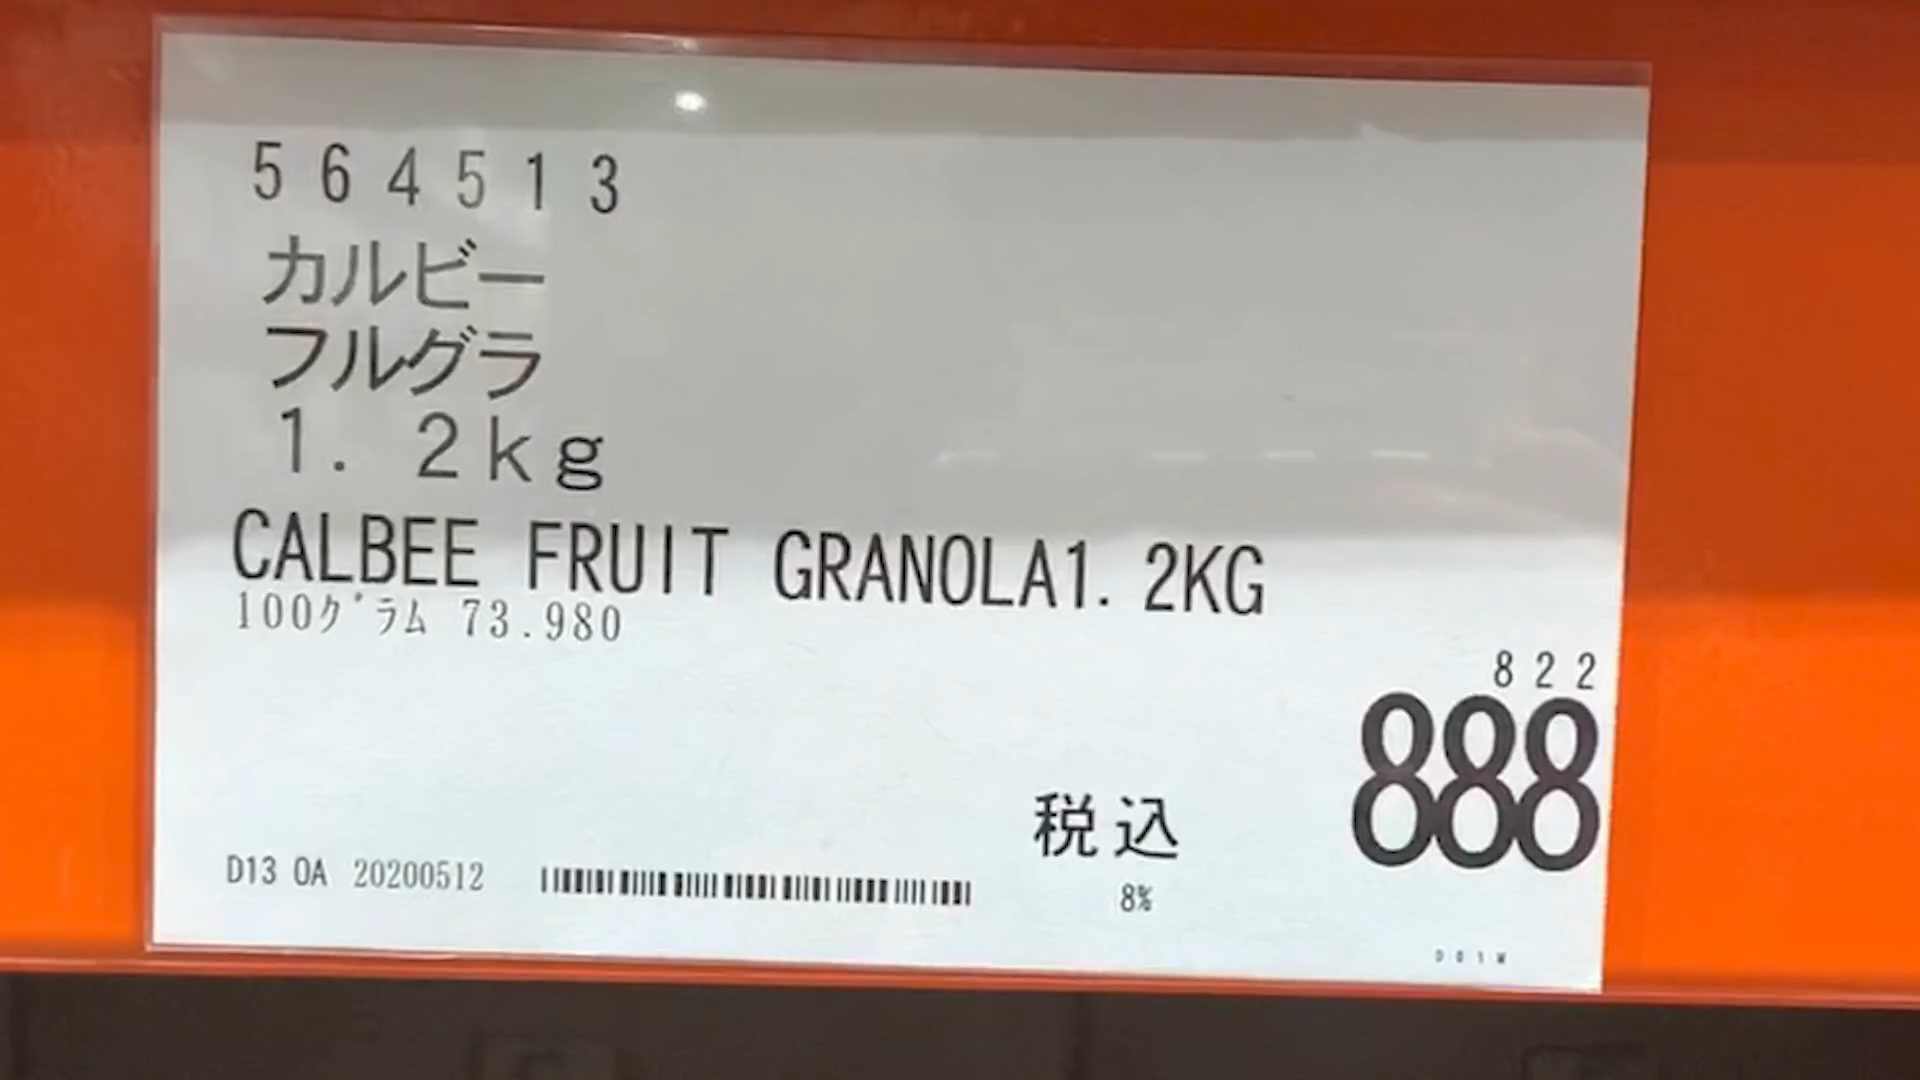 ５６４５１３
カルビー
フルグラ
１．２ｋｇ
CALBEE FRUIT GRANOLA1.2KG
100ｸﾞﾗﾑ 73.980
822
888
税込
8%
D13 OA 20200512
D01W